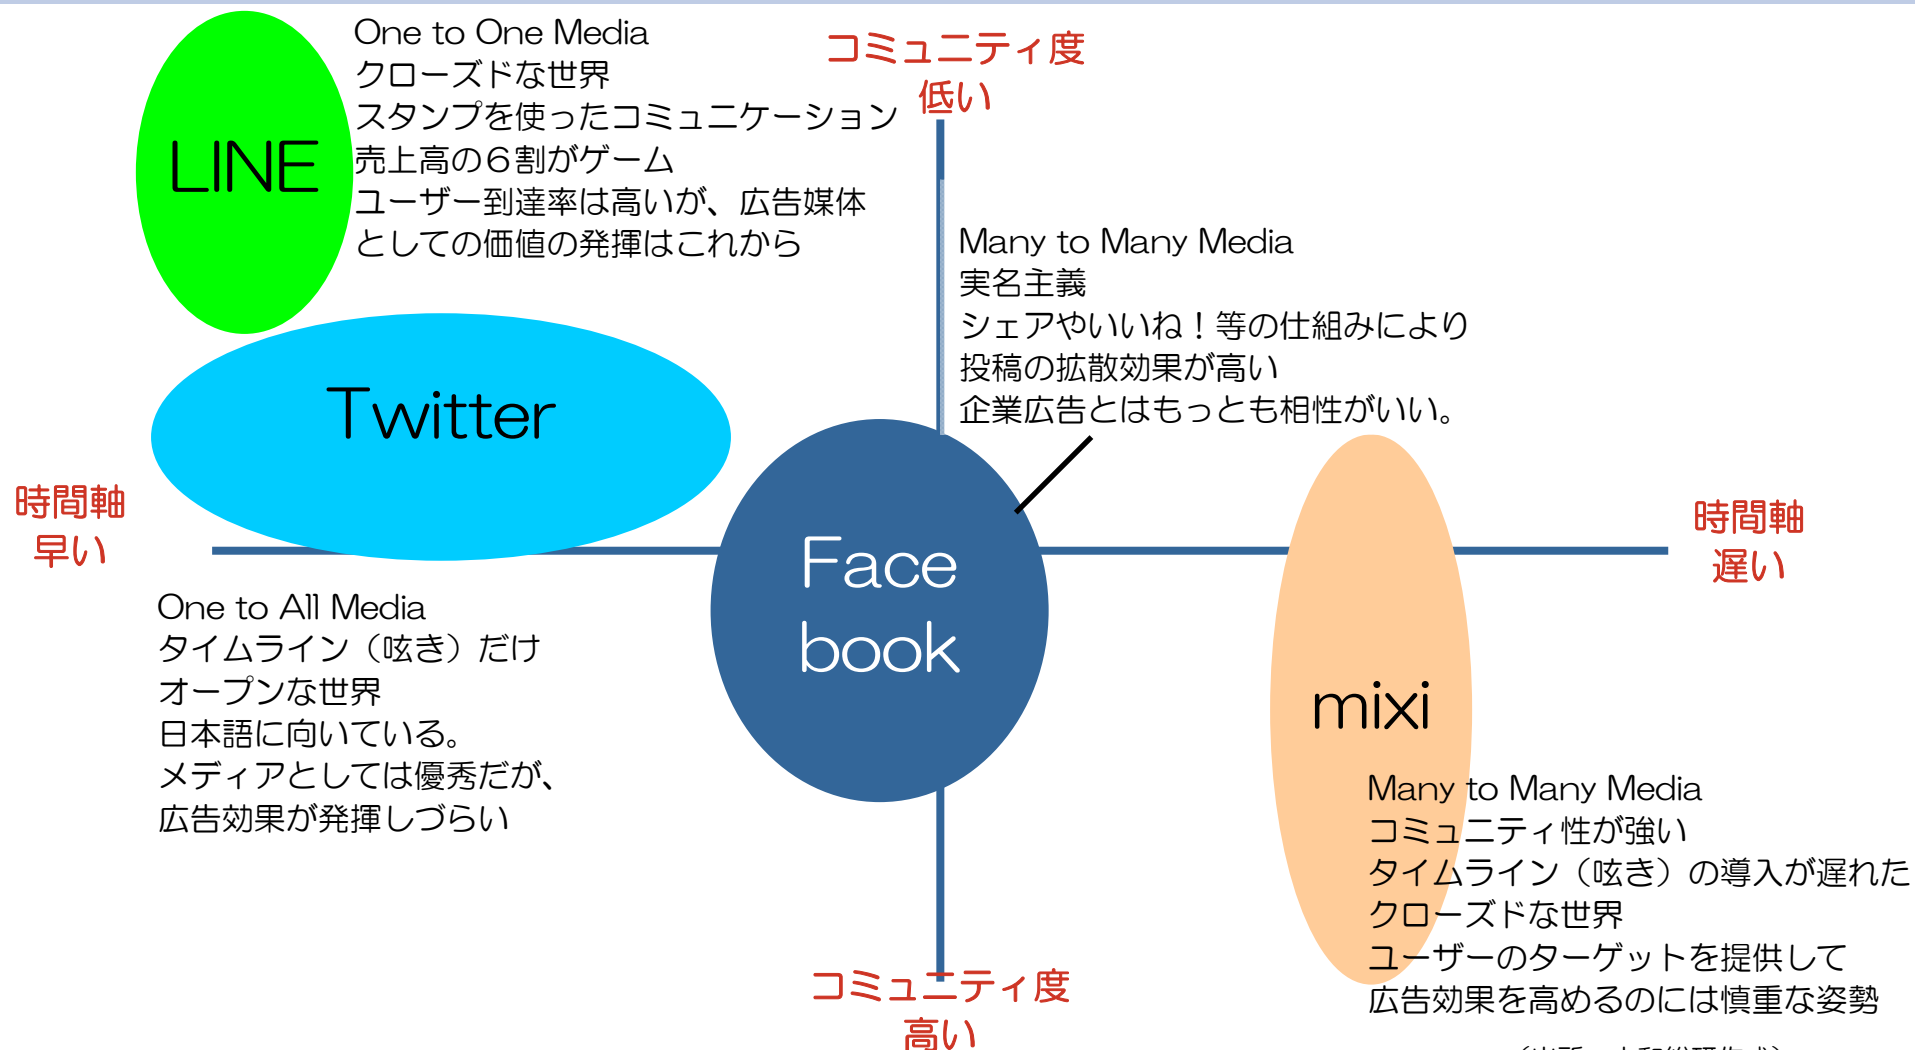 One to One Media
クローズドな世界
スタンプを使ったコミュニケーション
売上高の６割がゲーム
ユーザー到達率は高いが、広告媒体
としての価値の発揮はこれから
LINE
コミュニティ度
低い
Many to Many Media
実名主義
シェアやいいね！等の仕組みにより
投稿の拡散効果が高い
企業広告とはもっとも相性がいい。
Twitter
時間軸
早い
時間軸
遅い
Face
book
One to All Media
タイムライン（呟き）だけ
オープンな世界
日本語に向いている。
メディアとしては優秀だが、
広告効果が発揮しづらい
mixi
Many to Many Media
コミュニティ性が強い
タイムライン（呟き）の導入が遅れた
クローズドな世界
ユーザーのターゲットを提供して
広告効果を高めるのには慎重な姿勢
コミュニティ度
高い